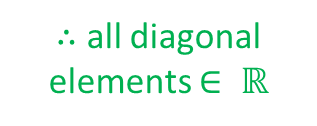 ∴ all diagonal
elements ∈ ℝ